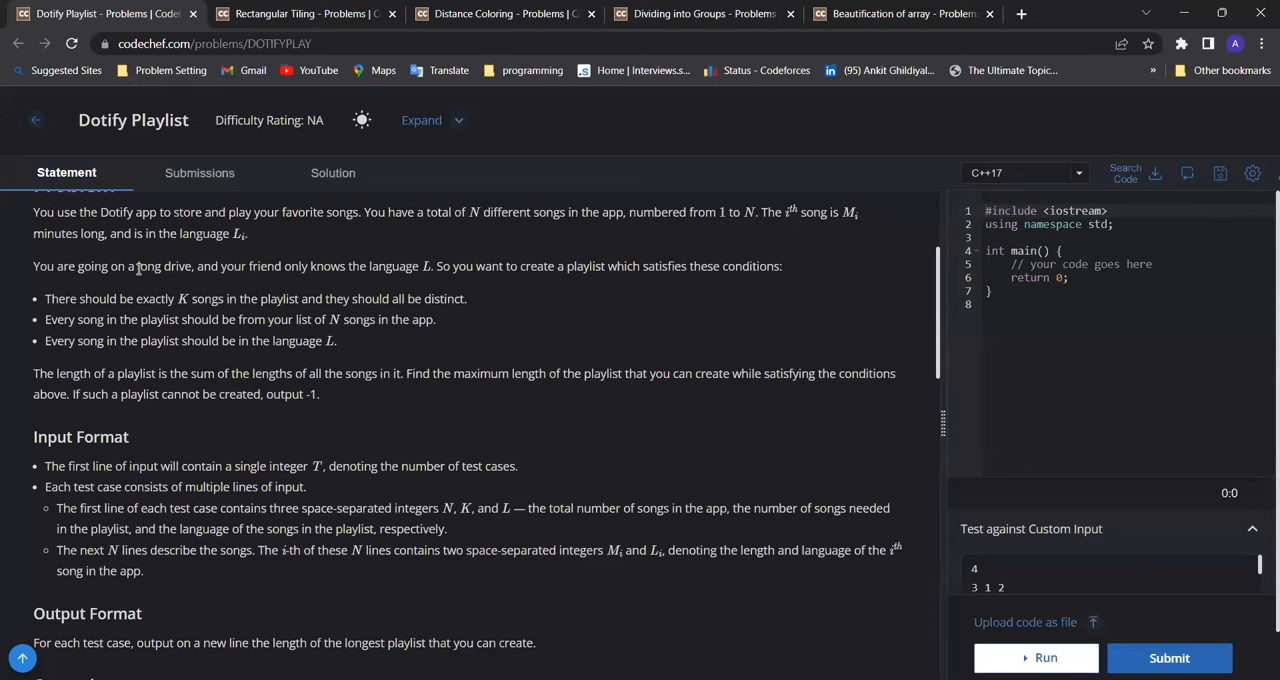 Dotify Playlist - Problems | Code
Rectangular Tiling - Problems | C
Distance Coloring - Problems | C
Dividing into Groups - Problems
Beautification of array - Problem
codechef.com/problems/DOTIFYPLAY
A
Suggested Sites
Problem Setting
Gmail
YouTube
Maps
Translate
programming
Home | Interviews.s...
Status - Codeforces
(95) Ankit Ghildiyal...
The Ultimate Topic...
»
Other bookmarks
Dotify Playlist
Difficulty Rating: NA
Expand
Statement
Submissions
Solution
C++17
Search
Code
You use the Dotify app to store and play your favorite songs. You have a total of N different songs in the app, numbered from 1 to N. The i^th song is M_i
minutes long, and is in the language L_i.
You are going on a long drive, and your friend only knows the language L. So you want to create a playlist which satisfies these conditions:
• There should be exactly K songs in the playlist and they should all be distinct.
• Every song in the playlist should be from your list of N songs in the app.
• Every song in the playlist should be in the language L.
The length of a playlist is the sum of the lengths of all the songs in it. Find the maximum length of the playlist that you can create while satisfying the conditions
above. If such a playlist cannot be created, output -1.
Input Format
• The first line of input will contain a single integer T, denoting the number of test cases.
• Each test case consists of multiple lines of input.
○ The first line of each test case contains three space-separated integers N, K, and L — the total number of songs in the app, the number of songs needed
in the playlist, and the language of the songs in the playlist, respectively.
○ The next N lines describe the songs. The i-th of these N lines contains two space-separated integers M_i and L_i, denoting the length and language of the i^th
song in the app.
Output Format
For each test case, output on a new line the length of the longest playlist that you can create.
1 #include <iostream>
2 using namespace std;
3
4 int main() {
5 // your code goes here
6 return 0;
7 }
8
0:0
Test against Custom Input
4
3 1 2
Upload code as file
Run
Submit